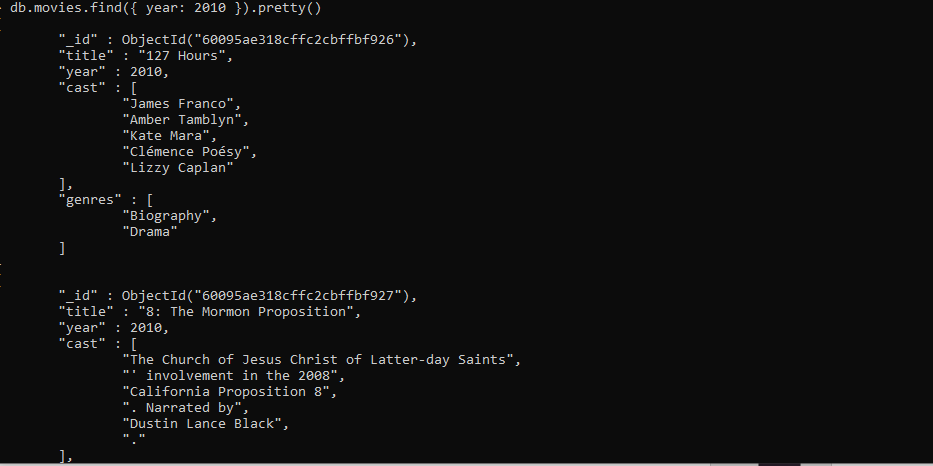 db.movies.find({ year: 2010 }).pretty()
"_id" : ObjectId("60095ae318cffc2cbffbf926"),
"title" : "127 Hours",
"year" : 2010,
"cast" : [
"James Franco",
"Amber Tamblyn",
"Kate Mara",
"Clémence Poésy",
"Lizzy Caplan"
],
"genres" : [
"Biography",
"Drama"
]
"_id" : ObjectId("60095ae318cffc2cbffbf927"),
"title" : "8: The Mormon Proposition",
"year" : 2010,
"cast" : [
"The Church of Jesus Christ of Latter-day Saints",
"' involvement in the 2008",
"California Proposition 8",
". Narrated by",
"Dustin Lance Black",
"."
],